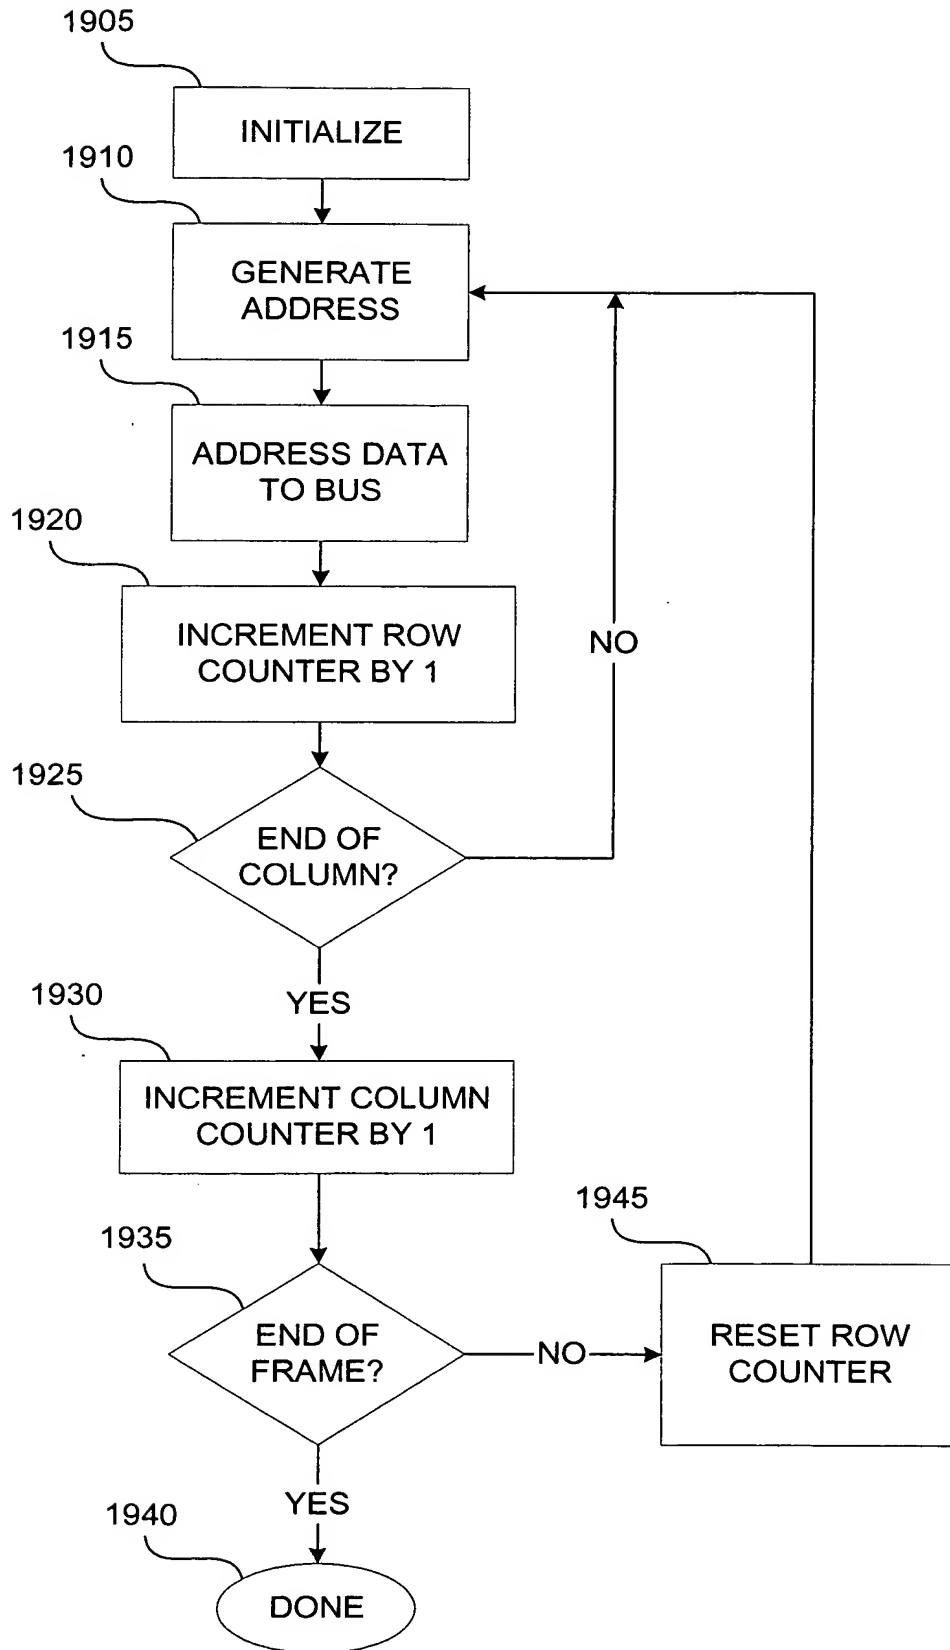 1905
INITIALIZE
1910
GENERATE
ADDRESS
1915
ADDRESS DATA
TO BUS
1920
INCREMENT ROW
COUNTER BY 1
NO
1925
END OF
COLUMN?
YES
1930
INCREMENT COLUMN
COUNTER BY 1
1945
1935
END OF
FRAME?
NO
RESET ROW
COUNTER
YES
1940
DONE